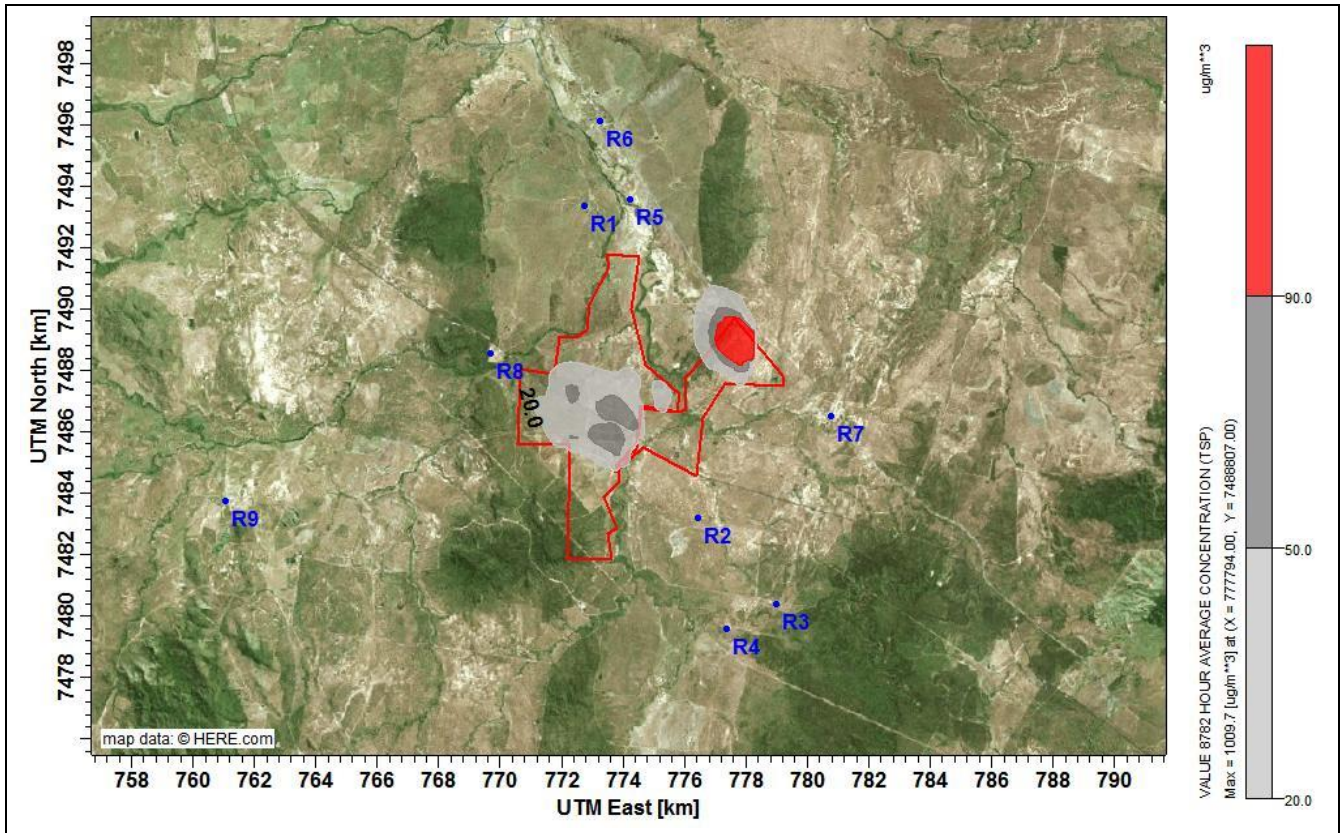 7498
7496
7494
7492
7490
7488
7486
7484
7482
7480
7478
UTM North [km]
R6
R1
R5
R8
20.0
R7
R9
R2
R3
R4
map data: © HERE.com
758
760
762
764
766
768
770
772
774
776
778
780
782
784
786
788
790
UTM East [km]
ug/m**3
90.0
50.0
20.0
VALUE 8782 HOUR AVERAGE CONCENTRATION (TSP)
Max = 1009.7 [ug/m**3] at (X = 777794.00, Y = 7488807.00)